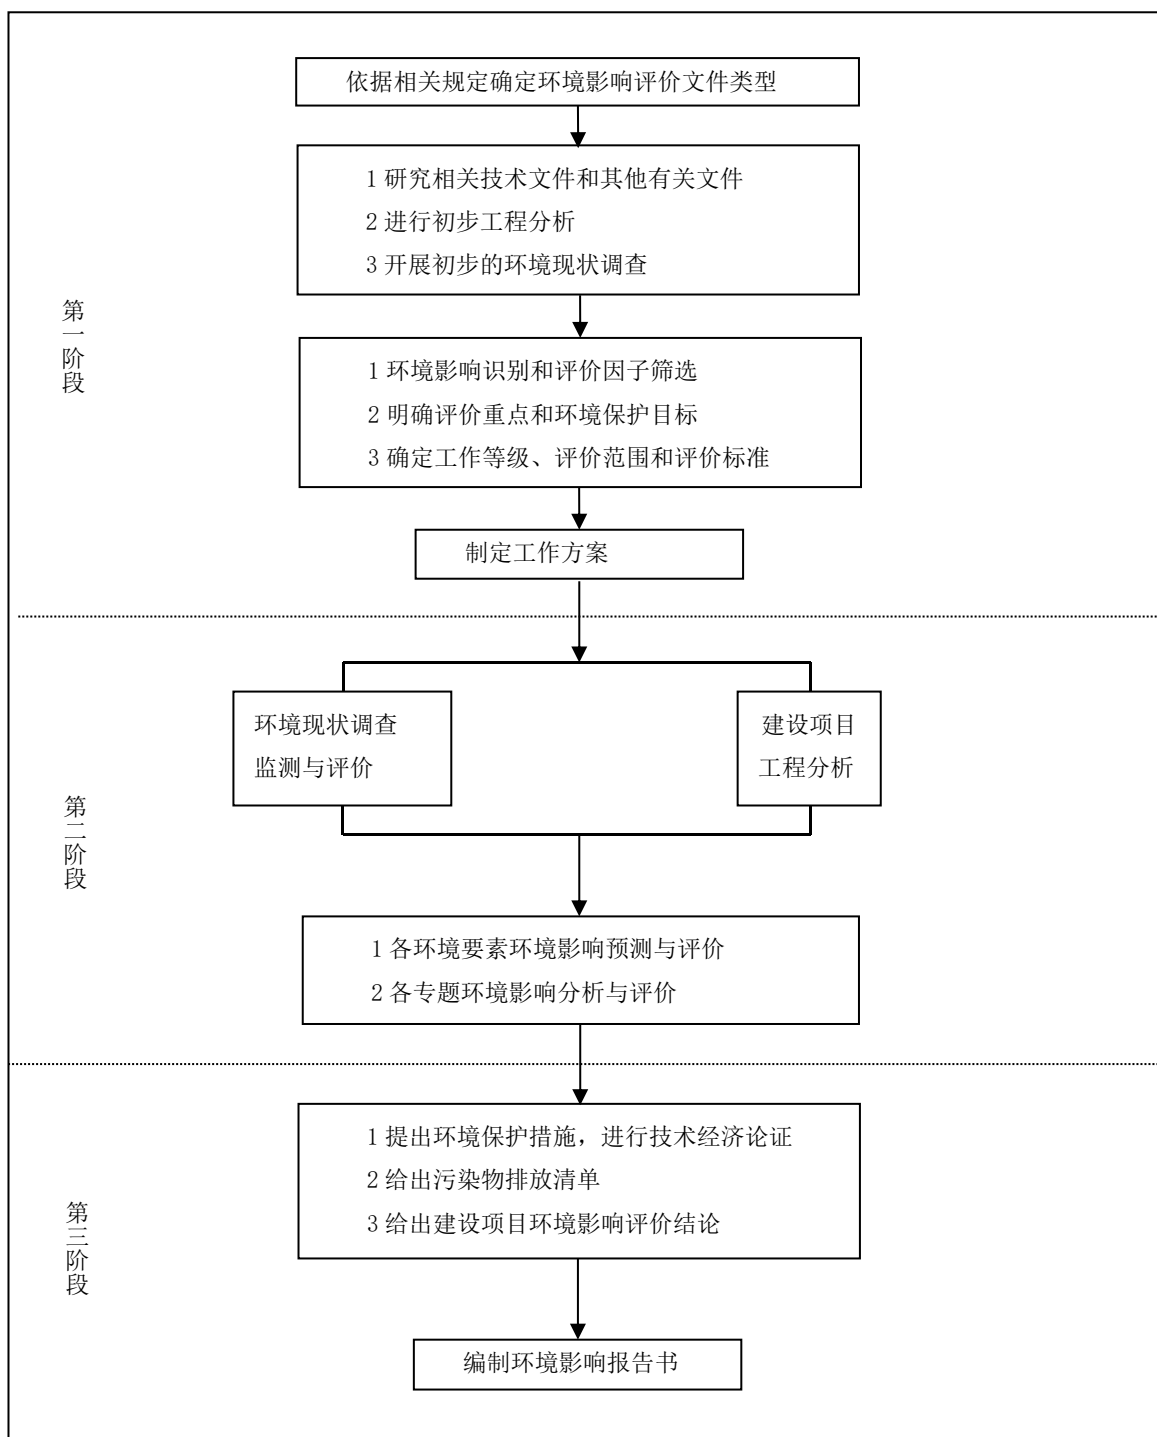 依据相关规定确定环境影响评价文件类型
1 研究相关技术文件和其他有关文件
2 进行初步工程分析
3 开展初步的环境现状调查
第一阶段
1 环境影响识别和评价因子筛选
2 明确评价重点和环境保护目标
3 确定工作等级、评价范围和评价标准
制定工作方案
环境现状调查
监测与评价
建设项目
工程分析
第二阶段
1 各环境要素环境影响预测与评价
2 各专题环境影响分析与评价
1 提出环境保护措施，进行技术经济论证
2 给出污染物排放清单
3 给出建设项目环境影响评价结论
第三阶段
编制环境影响报告书